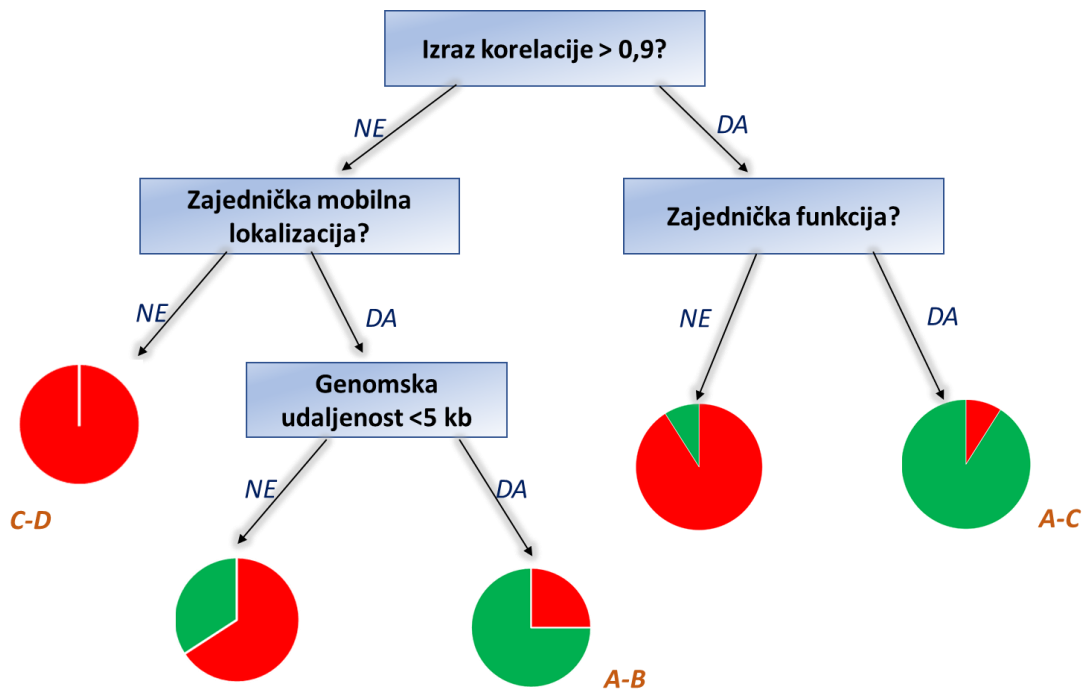 Izraz korelacije > 0,9?
NE
DA
Zajednička mobilna
lokalizacija?
Zajednička funkcija?
NE
DA
NE
DA
Genomska
udaljenost <5 kb
C-D
NE
DA
A-C
A-B